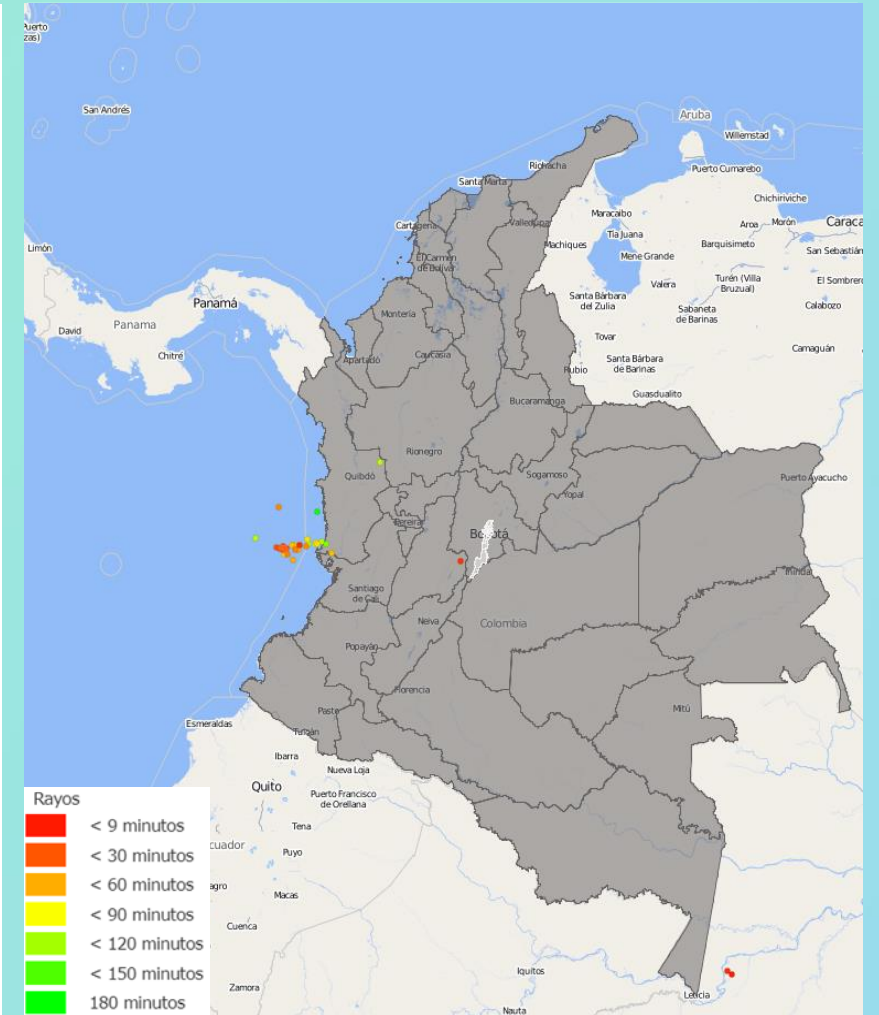 Puerto
zas)
San Andrés
Aruba
Willemstad
Riohacha
Puerto Cumarebo
Santa Marta
Chichiriviche
Maracaibo
Cartagena
Valledupar
Aroa
Morón
Caraca
Tía Juana
Limón
Machiques
Barquisimeto
San Sebastián
El Carmen
de Bolívar
Mene Grande
Turén (Villa
Bruzual)
El Sombrero
Valera
Santa Bárbara
del Zulia
Panamá
Sabaneta
de Barinas
Calabozo
Montería
David
Panama
Tovar
Camaguán
Chitré
Apartadó
Caucasia
Santa Bárbara
de Barinas
Rubio
Guasdualito
Bucaramanga
Rionegro
Quibdó
Sogamoso
Puerto Ayacucho
Yopal
Pereira
Bogotá
Inírida
Santiago
de Cali
Neiva
Colombia
Popayán
Florencia
Mitú
Pasto
Esmeraldas
Tulcán
Ibarra
Nueva Loja
Quito
Puerto Francisco
de Orellana
Rayos
< 9 minutos
< 30 minutos
< 60 minutos
< 90 minutos
< 120 minutos
< 150 minutos
180 minutos
Tena
cuador
Puyo
agro
Macas
Cuenca
Iquitos
Zamora
Leticia
Nauta